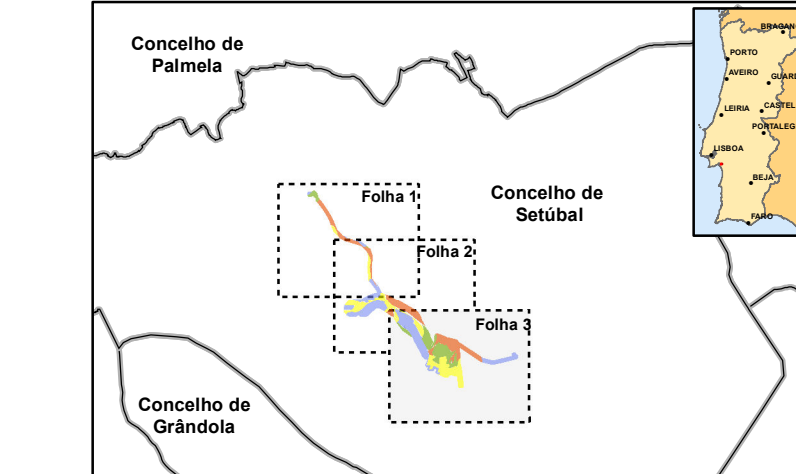 Concelho de
Palmela
Folha 1
Concelho de
Setúbal
Folha 2
Folha 3
Concelho de
Grândola
PORTO
AVEIRO
LEIRIA
LISBOA
BEJA
FARO